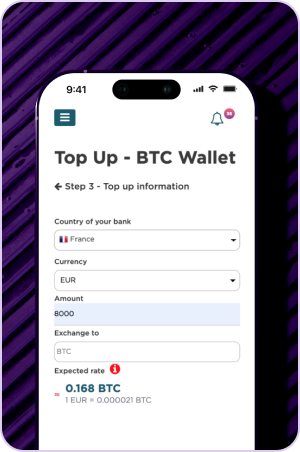 9:41
38
Top Up - BTC Wallet
Step 3 - Top up information
Country of your bank
France
Currency
EUR
Amount
8000
Exchange to
BTC
Expected rate
0.168 BTC
1 EUR = 0.000021 BTC